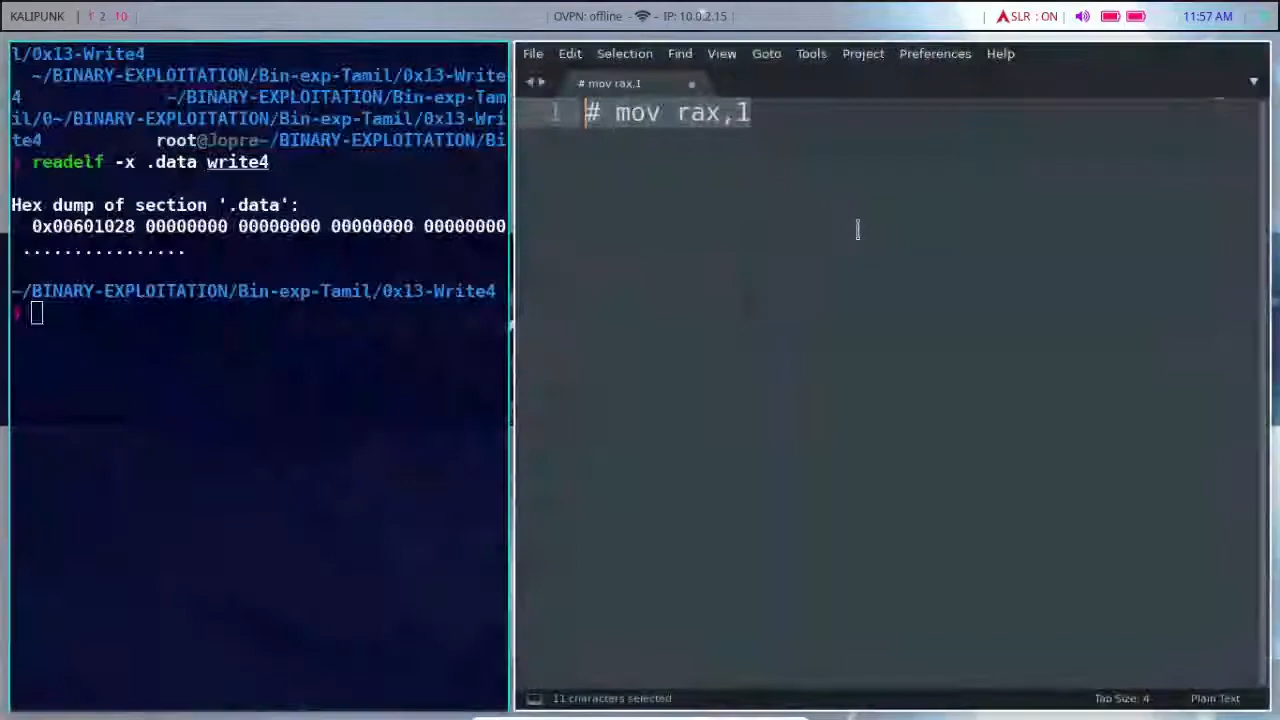 KALIPUNK | 1 2 10 |
| OVPN: offline - - IP: 10.0.2.15 |
| ASLR : ON | | 11:57 AM
l/0x13-Write4
~/BINARY-EXPLOITATION/Bin-exp-Tamil/0x13-Write
4 ~/BINARY-EXPLOITATION/Bin-exp-Tam
il/0~/BINARY-EXPLOITATION/Bin-exp-Tamil/0x13-Wri
te4 root@Jopra~/BINARY-EXPLOITATION/Bi
readelf -x .data write4
Hex dump of section '.data':
0x00601028 00000000 00000000 00000000 00000000
................
~/BINARY-EXPLOITATION/Bin-exp-Tamil/0x13-Write4
File Edit Selection Find View Goto Tools Project Preferences Help
# mov rax,1
1 # mov rax,1
11 characters selected
Tab Size: 4 Plain Text